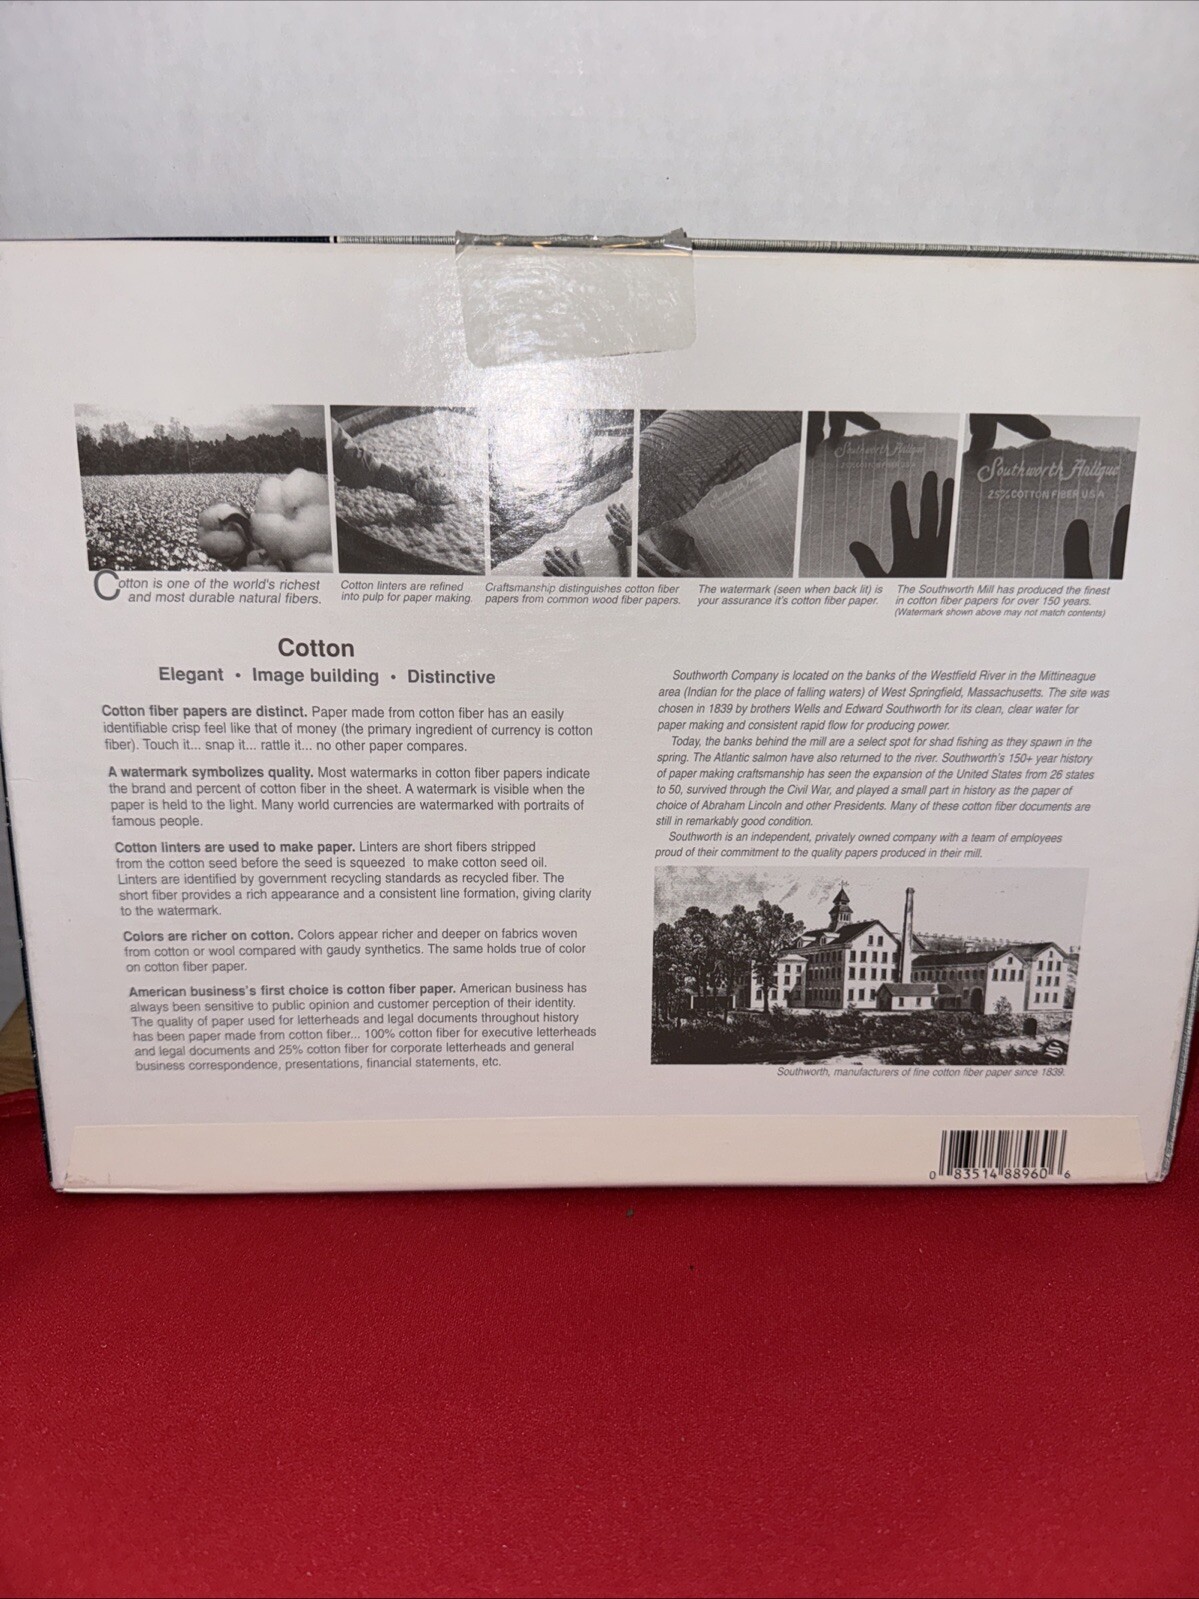 Southworth Antique
25% COTTON FIBER U S A
Southworth Antique
25% COTTON FIBER U S A
Cotton is one of the world's richest
and most durable natural fibers.
Cotton linters are refined
into pulp for paper making.
Craftsmanship distinguishes cotton fiber
papers from common wood fiber papers.
The watermark (seen when back lit) is
your assurance it's cotton fiber paper.
The Southworth Mill has produced the finest
in cotton fiber papers for over 150 years.
(Watermark shown above may not match contents)
Cotton
Elegant • Image building • Distinctive
Cotton fiber papers are distinct. Paper made from cotton fiber has an easily
identifiable crisp feel like that of money (the primary ingredient of currency is cotton
fiber). Touch it... snap it... rattle it... no other paper compares.
A watermark symbolizes quality. Most watermarks in cotton fiber papers indicate
the brand and percent of cotton fiber in the sheet. A watermark is visible when the
paper is held to the light. Many world currencies are watermarked with portraits of
famous people.
Cotton linters are used to make paper. Linters are short fibers stripped
from the cotton seed before the seed is squeezed to make cotton seed oil.
Linters are identified by government recycling standards as recycled fiber. The
short fiber provides a rich appearance and a consistent line formation, giving clarity
to the watermark.
Colors are richer on cotton. Colors appear richer and deeper on fabrics woven
from cotton or wool compared with gaudy synthetics. The same holds true of color
on cotton fiber paper.
American business's first choice is cotton fiber paper. American business has
always been sensitive to public opinion and customer perception of their identity.
The quality of paper used for letterheads and legal documents throughout history
has been paper made from cotton fiber... 100% cotton fiber for executive letterheads
and legal documents and 25% cotton fiber for corporate letterheads and general
business correspondence, presentations, financial statements, etc.
Southworth Company is located on the banks of the Westfield River in the Mittineague
area (Indian for the place of falling waters) of West Springfield, Massachusetts. The site was
chosen in 1839 by brothers Wells and Edward Southworth for its clean, clear water for
paper making and consistent rapid flow for producing power.
Today, the banks behind the mill are a select spot for shad fishing as they spawn in the
spring. The Atlantic salmon have also returned to the river. Southworth's 150+ year history
of paper making craftsmanship has seen the expansion of the United States from 26 states
to 50, survived through the Civil War, and played a small part in history as the paper of
choice of Abraham Lincoln and other Presidents. Many of these cotton fiber documents are
still in remarkably good condition.
Southworth is an independent, privately owned company with a team of employees
proud of their commitment to the quality papers produced in their mill.
Southworth, manufacturers of fine cotton fiber paper since 1839.
0 83514 88960 6